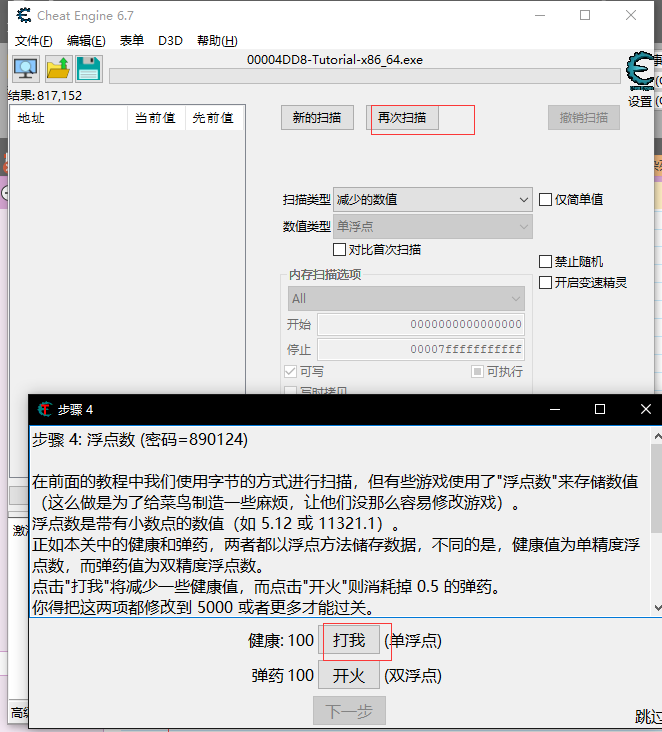 Cheat Engine 6.7
文件(F) 编辑(E) 表单 D3D 帮助(H)
00004DD8-Tutorial-x86_64.exe
结果: 817,152
设置
地址 当前值 先前值
新的扫描 再次扫描 撤销扫描
扫描类型 减少的数值 仅简单值
数值类型 单浮点
对比首次扫描
禁止随机
内存扫描选项
开启变速精灵
All
开始 0000000000000000
停止 00007fffffffffff
可写 可执行
写时拷贝
步骤 4
步骤 4: 浮点数 (密码=890124)
在前面的教程中我们使用字节的方式进行扫描，但有些游戏使用了"浮点数"来存储数值
（这么做是为了给菜鸟制造一些麻烦，让他们没那么容易修改游戏）。
浮点数是带有小数点的数值（如 5.12 或 11321.1）。
正如本关中的健康和弹药，两者都以浮点方法储存数据，不同的是，健康值为单精度浮
点数，而弹药值为双精度浮点数。
点击"打我"将减少一些健康值，而点击"开火"则消耗掉 0.5 的弹药。
你得把这两项都修改到 5000 或者更多才能过关。
健康: 100 打我 (单浮点)
弹药 100 开火 (双浮点)
下一步
跳过